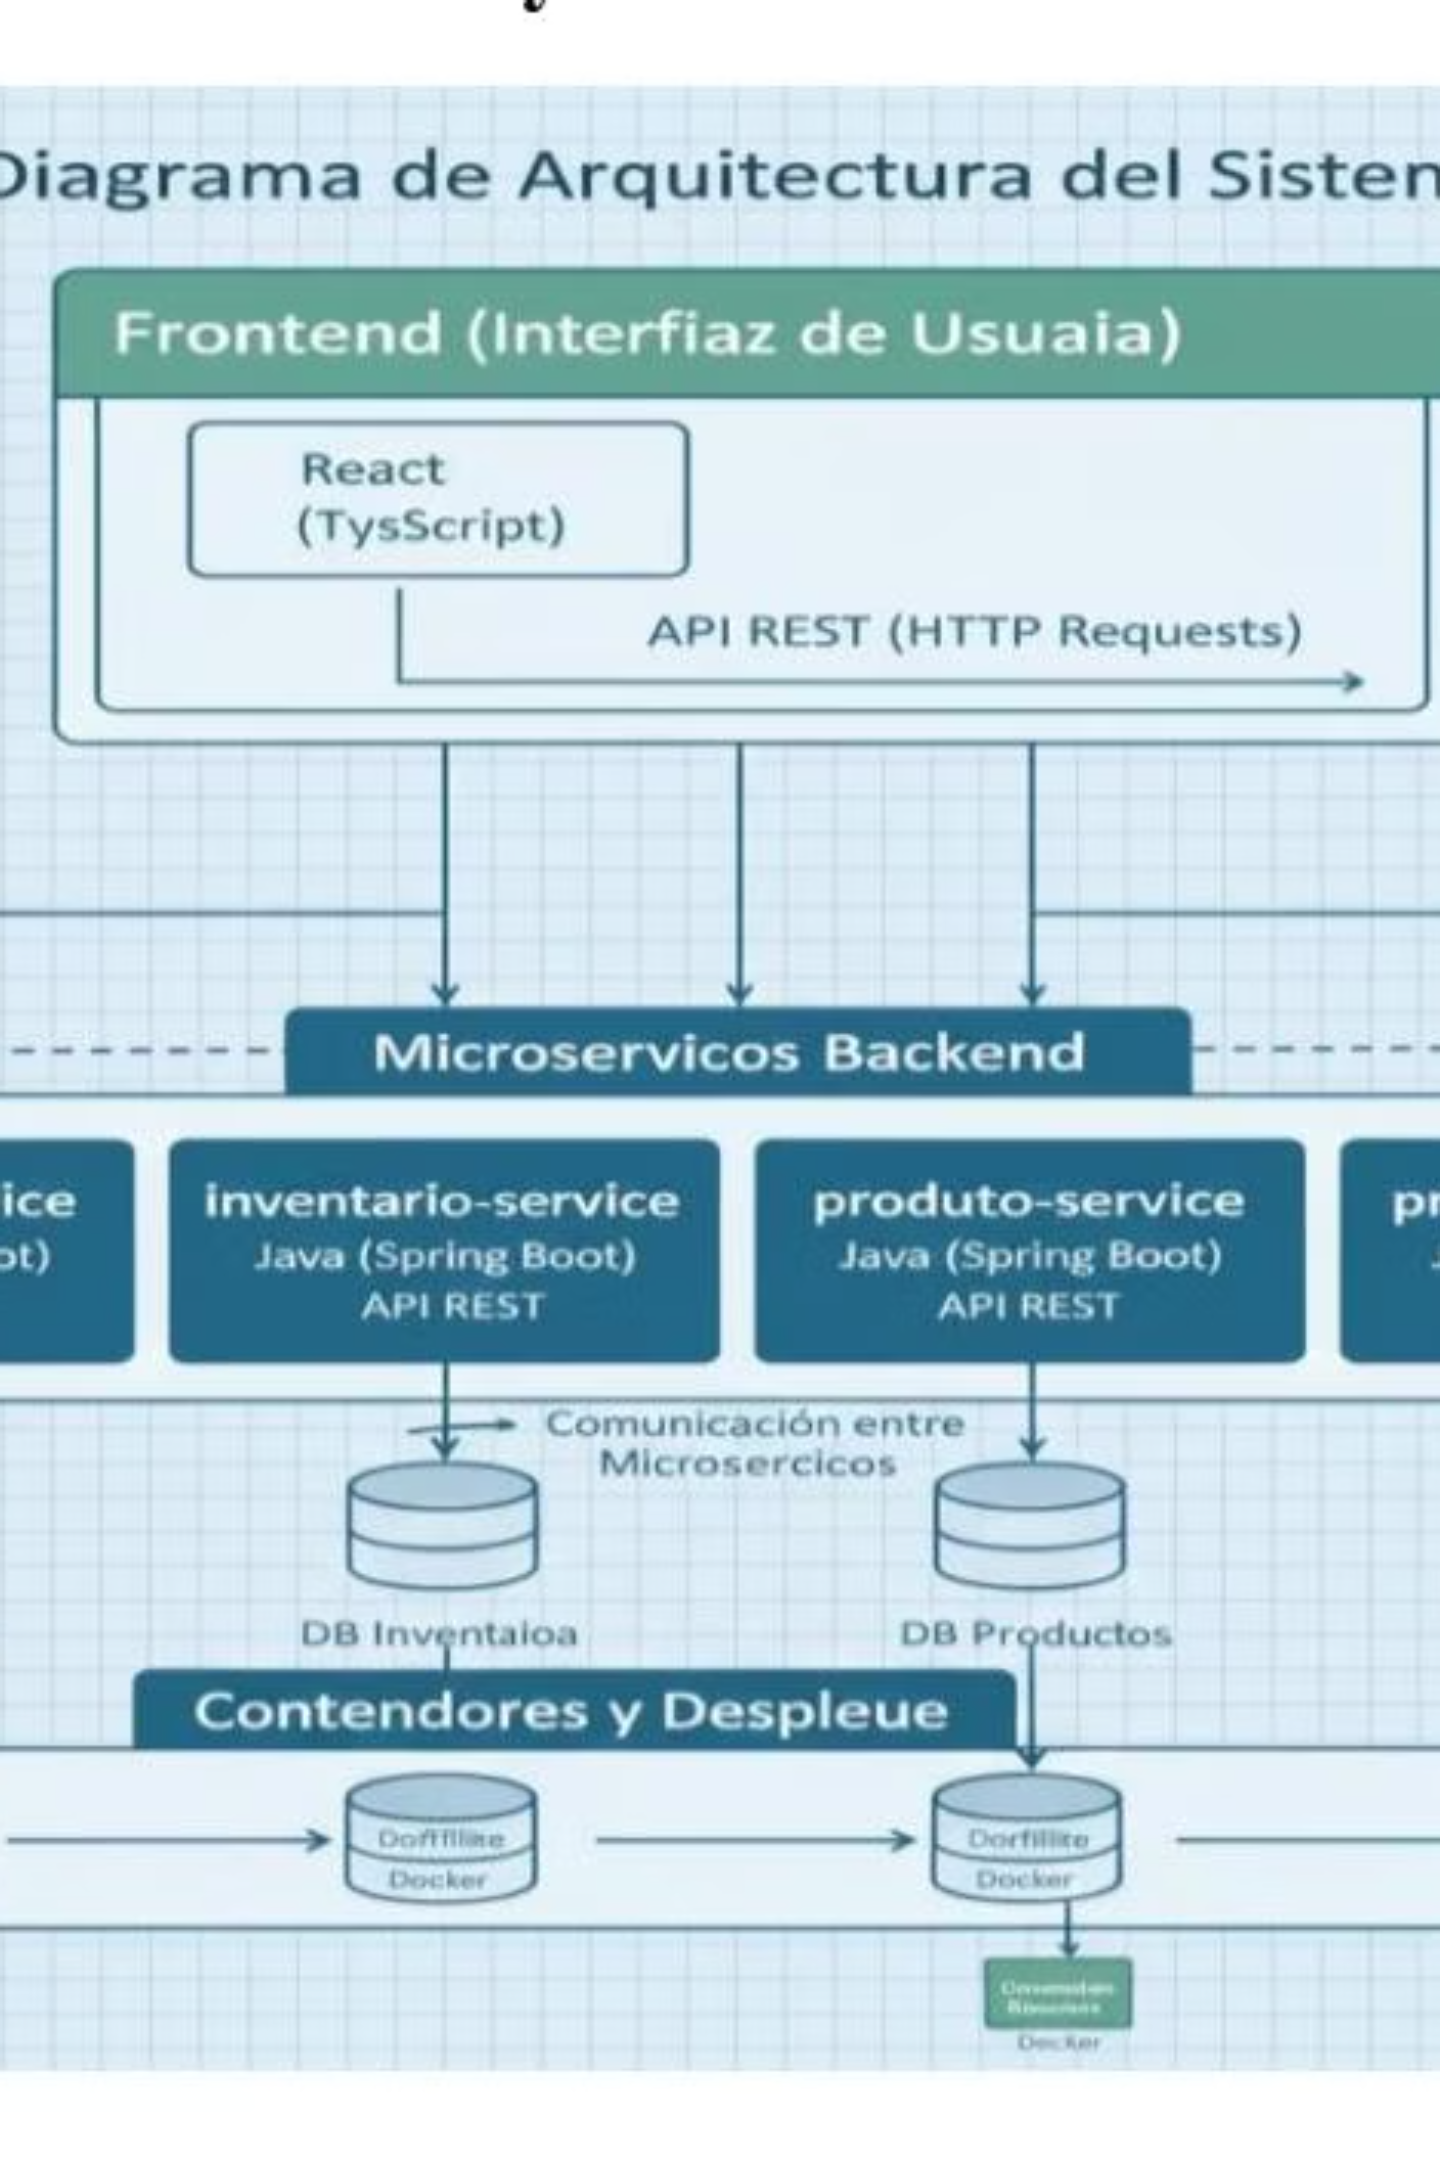 Diagrama de Arquitectura del Sisten
Frontend (Interfiaz de Usuaia)
React
(TysScript)
API REST (HTTP Requests)
Microservicos Backend
ice
ot)
inventario-service
Java (Spring Boot)
API REST
produto-service
Java (Spring Boot)
API REST
pr
Comunicación entre
Microsercicos
DB Inventaioa
DB Productos
Contendores y Despleue
Docker
Dorfillite
Docker
Docker